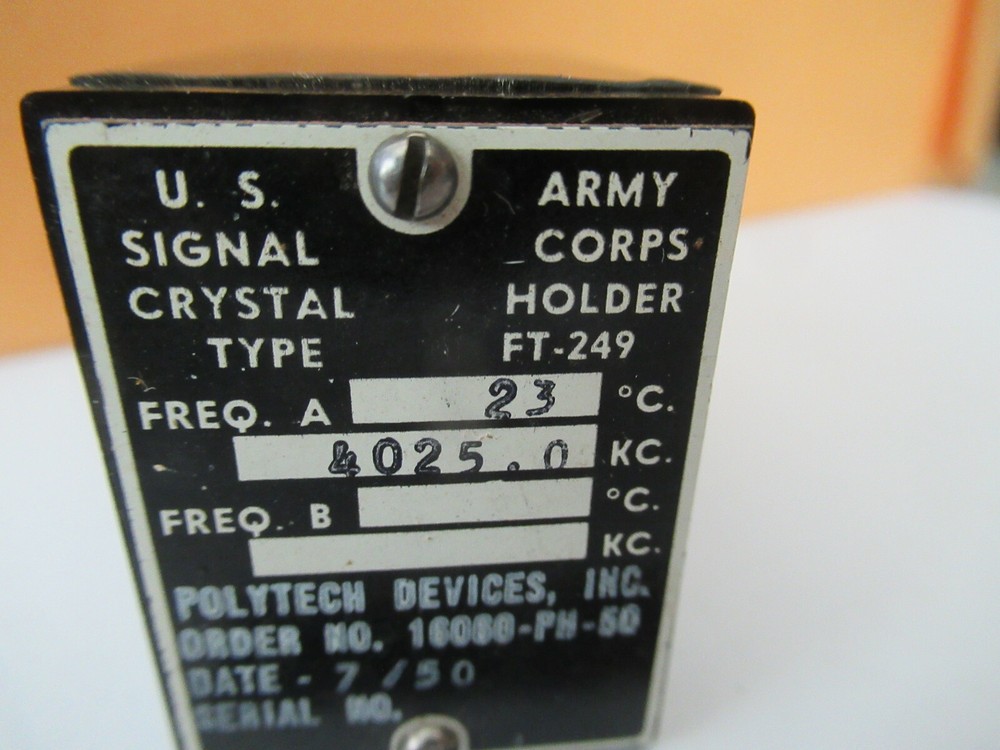 U. S. ARMY
SIGNAL CORPS
CRYSTAL HOLDER
TYPE FT-249
FREQ. A 23 °C.
4025.0 KC.
FREQ. B °C.
KC.
POLYTECH DEVICES, INC.
ORDER NO. 16060-PH-50
DATE - 7 / 50
SERIAL NO.